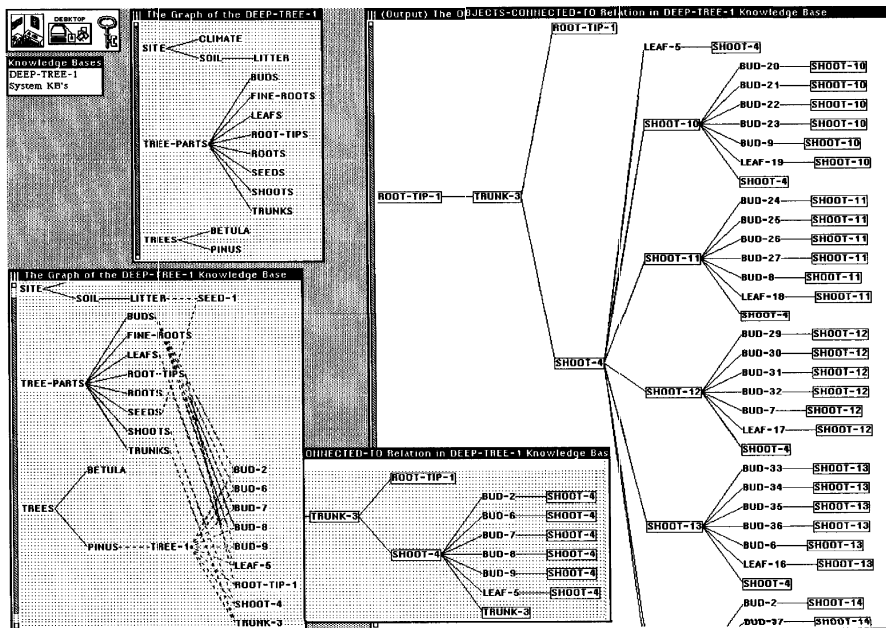 DESKTOP
Knowledge Bases
DEEP-TREE-1
System KB's
The Graph of the DEEP-TREE-1
CLIMATE
SITE
SOIL LITTER
BUDS
FINE-ROOTS
LEAFS
ROOT-TIPS
TREE-PARTS
ROOTS
SEEDS
SHOOTS
TRUNKS
BETULA
TREES
PINUS
(Output) The OBJECTS-CONNECTED-TO Relation in DEEP-TREE-1 Knowledge Base
ROOT-TIP-1
ROOT-TIP-1 TRUNK-3
SHOOT-4
LEAF-5 SHOOT-4
SHOOT-10
BUD-20 SHOOT-10
BUD-21 SHOOT-10
BUD-22 SHOOT-10
BUD-23 SHOOT-10
BUD-9 SHOOT-10
LEAF-19 SHOOT-10
SHOOT-4
SHOOT-11
BUD-24 SHOOT-11
BUD-25 SHOOT-11
BUD-26 SHOOT-11
BUD-27 SHOOT-11
BUD-8 SHOOT-11
LEAF-18 SHOOT-11
SHOOT-4
SHOOT-12
BUD-29 SHOOT-12
BUD-30 SHOOT-12
BUD-31 SHOOT-12
BUD-32 SHOOT-12
BUD-7 SHOOT-12
LEAF-17 SHOOT-12
SHOOT-4
SHOOT-13
BUD-33 SHOOT-13
BUD-34 SHOOT-13
BUD-35 SHOOT-13
BUD-36 SHOOT-13
BUD-6 SHOOT-13
LEAF-16 SHOOT-13
SHOOT-4
BUD-2 SHOOT-14
BUD-37 SHOOT-14
The Graph of the DEEP-TREE-1 Knowledge Base
SITE
SOIL LITTER SEED-1
BUDS
FINE-ROOTS
LEAFS
ROOT-TIPS
TREE-PARTS
ROOTS
SEEDS
SHOOTS
TRUNKS
BETULA
TREES
PINUS TREE-1
BUD-2
BUD-6
BUD-7
BUD-8
BUD-9
LEAF-5
ROOT-TIP-1
SHOOT-4
TRUNK-3
ONNECTED-TO Relation in DEEP-TREE-1 Knowledge Bas
ROOT-TIP-1
TRUNK-3
SHOOT-4
BUD-2 SHOOT-4
BUD-6 SHOOT-4
BUD-7 SHOOT-4
BUD-8 SHOOT-4
BUD-9 SHOOT-4
LEAF-5 SHOOT-4
TRUNK-3